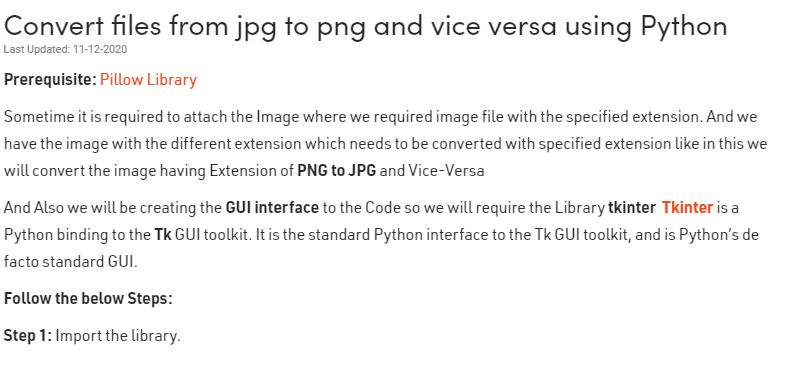 Convert files from jpg to png and vice versa using Python
Last Updated: 11-12-2020
Prerequisite: Pillow Library
Sometime it is required to attach the Image where we required image file with the specified extension. And we
have the image with the different extension which needs to be converted with specified extension like in this we
will convert the image having Extension of PNG to JPG and Vice-Versa
And Also we will be creating the GUI interface to the Code so we will require the Library tkinter Tkinter is a
Python binding to the Tk GUI toolkit. It is the standard Python interface to the Tk GUI toolkit, and is Python's de
facto standard GUI.
Follow the below Steps:
Step 1: Import the library.